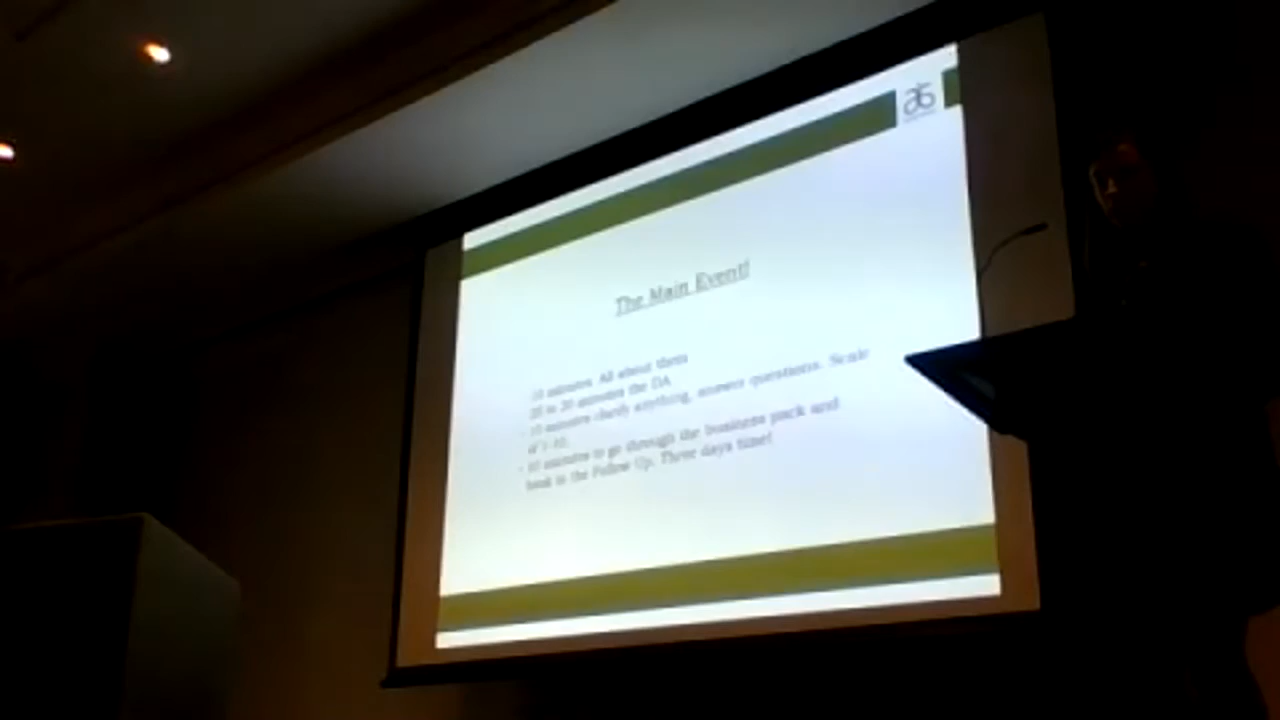 The Main Event!
10 minutes All about them
20 to 30 minutes the DA
- 10 minutes clarify anything, answer questions. Scale
of 1-10.
- 10 minutes to go through the business pack and
book in the Follow Up. Three days time!